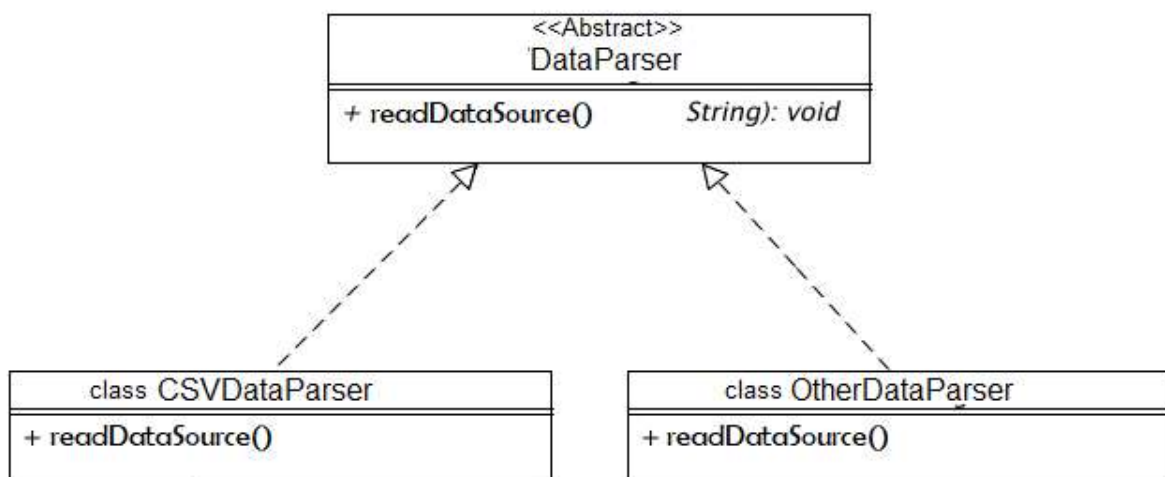 <<Abstract>>
DataParser
+ readDataSource() String): void
class CSVDataParser
+ readDataSource()
class OtherDataParser
+ readDataSource()